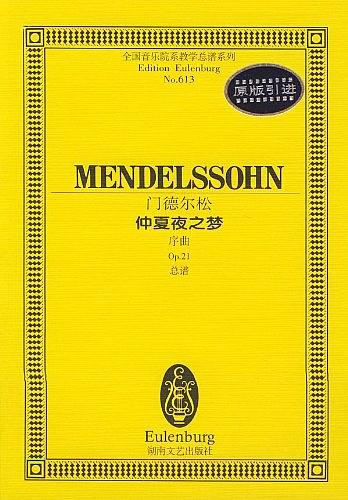 全国音乐院系教学总谱系列
Edition Eulenburg
No.613
原版引进
MENDELSSOHN
门德尔松
仲夏夜之梦
序曲
Op.21
总谱
Eulenburg
湖南文艺出版社